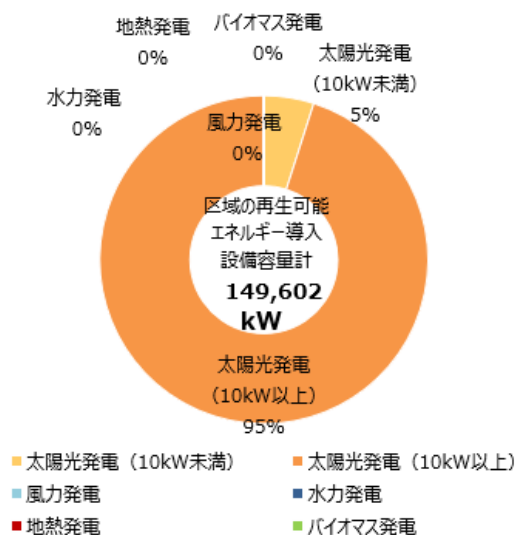 地熱発電
0%
バイオマス発電
0%
太陽光発電
(10kW未満)
5%
水力発電
0%
風力発電
0%
区域の再生可能
エネルギー導入
設備容量計
149,602
kW
太陽光発電
(10kW以上)
95%
太陽光発電（10kW未満）
太陽光発電（10kW以上）
風力発電
水力発電
地熱発電
バイオマス発電